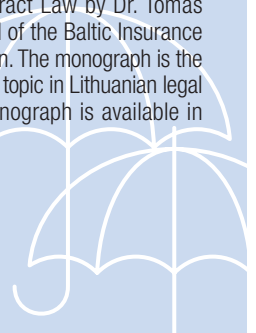 ract Law by Dr. Tomas
of the Baltic Insurance
n. The monograph is the
topic in Lithuanian legal
nograph is available in